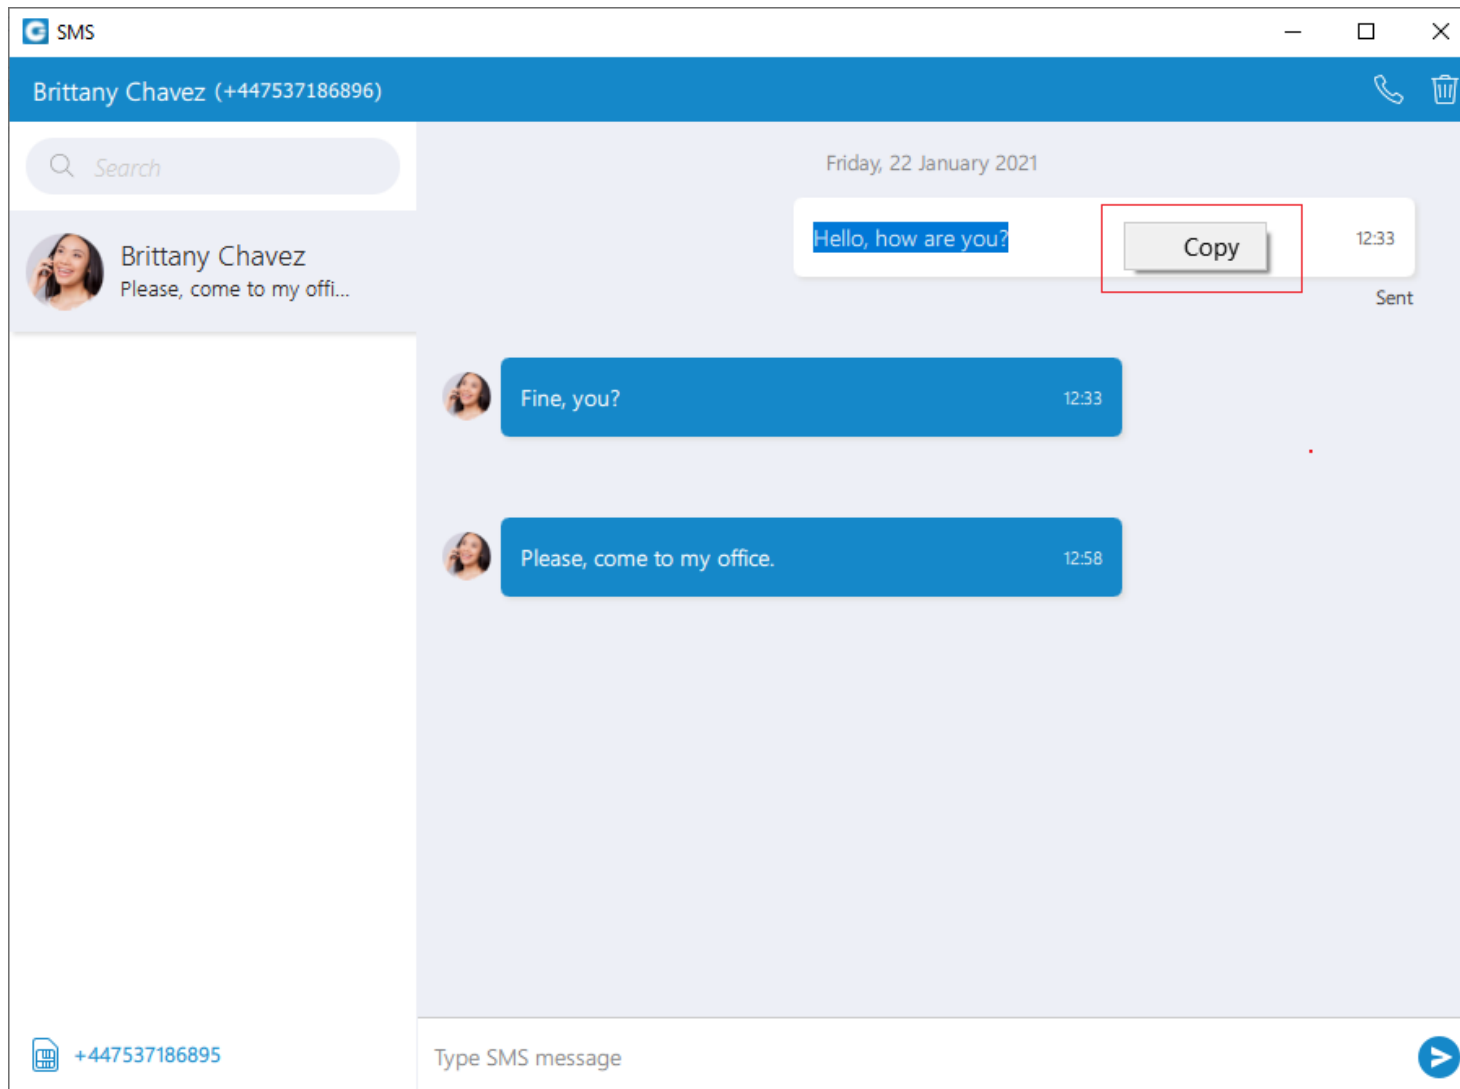 SMS
Brittany Chavez (+447537186896)
Search
Brittany Chavez
Please, come to my offi...
+447537186895
Friday, 22 January 2021
Hello, how are you?
Copy
12:33
Sent
Fine, you?
12:33
Please, come to my office.
12:58
Type SMS message